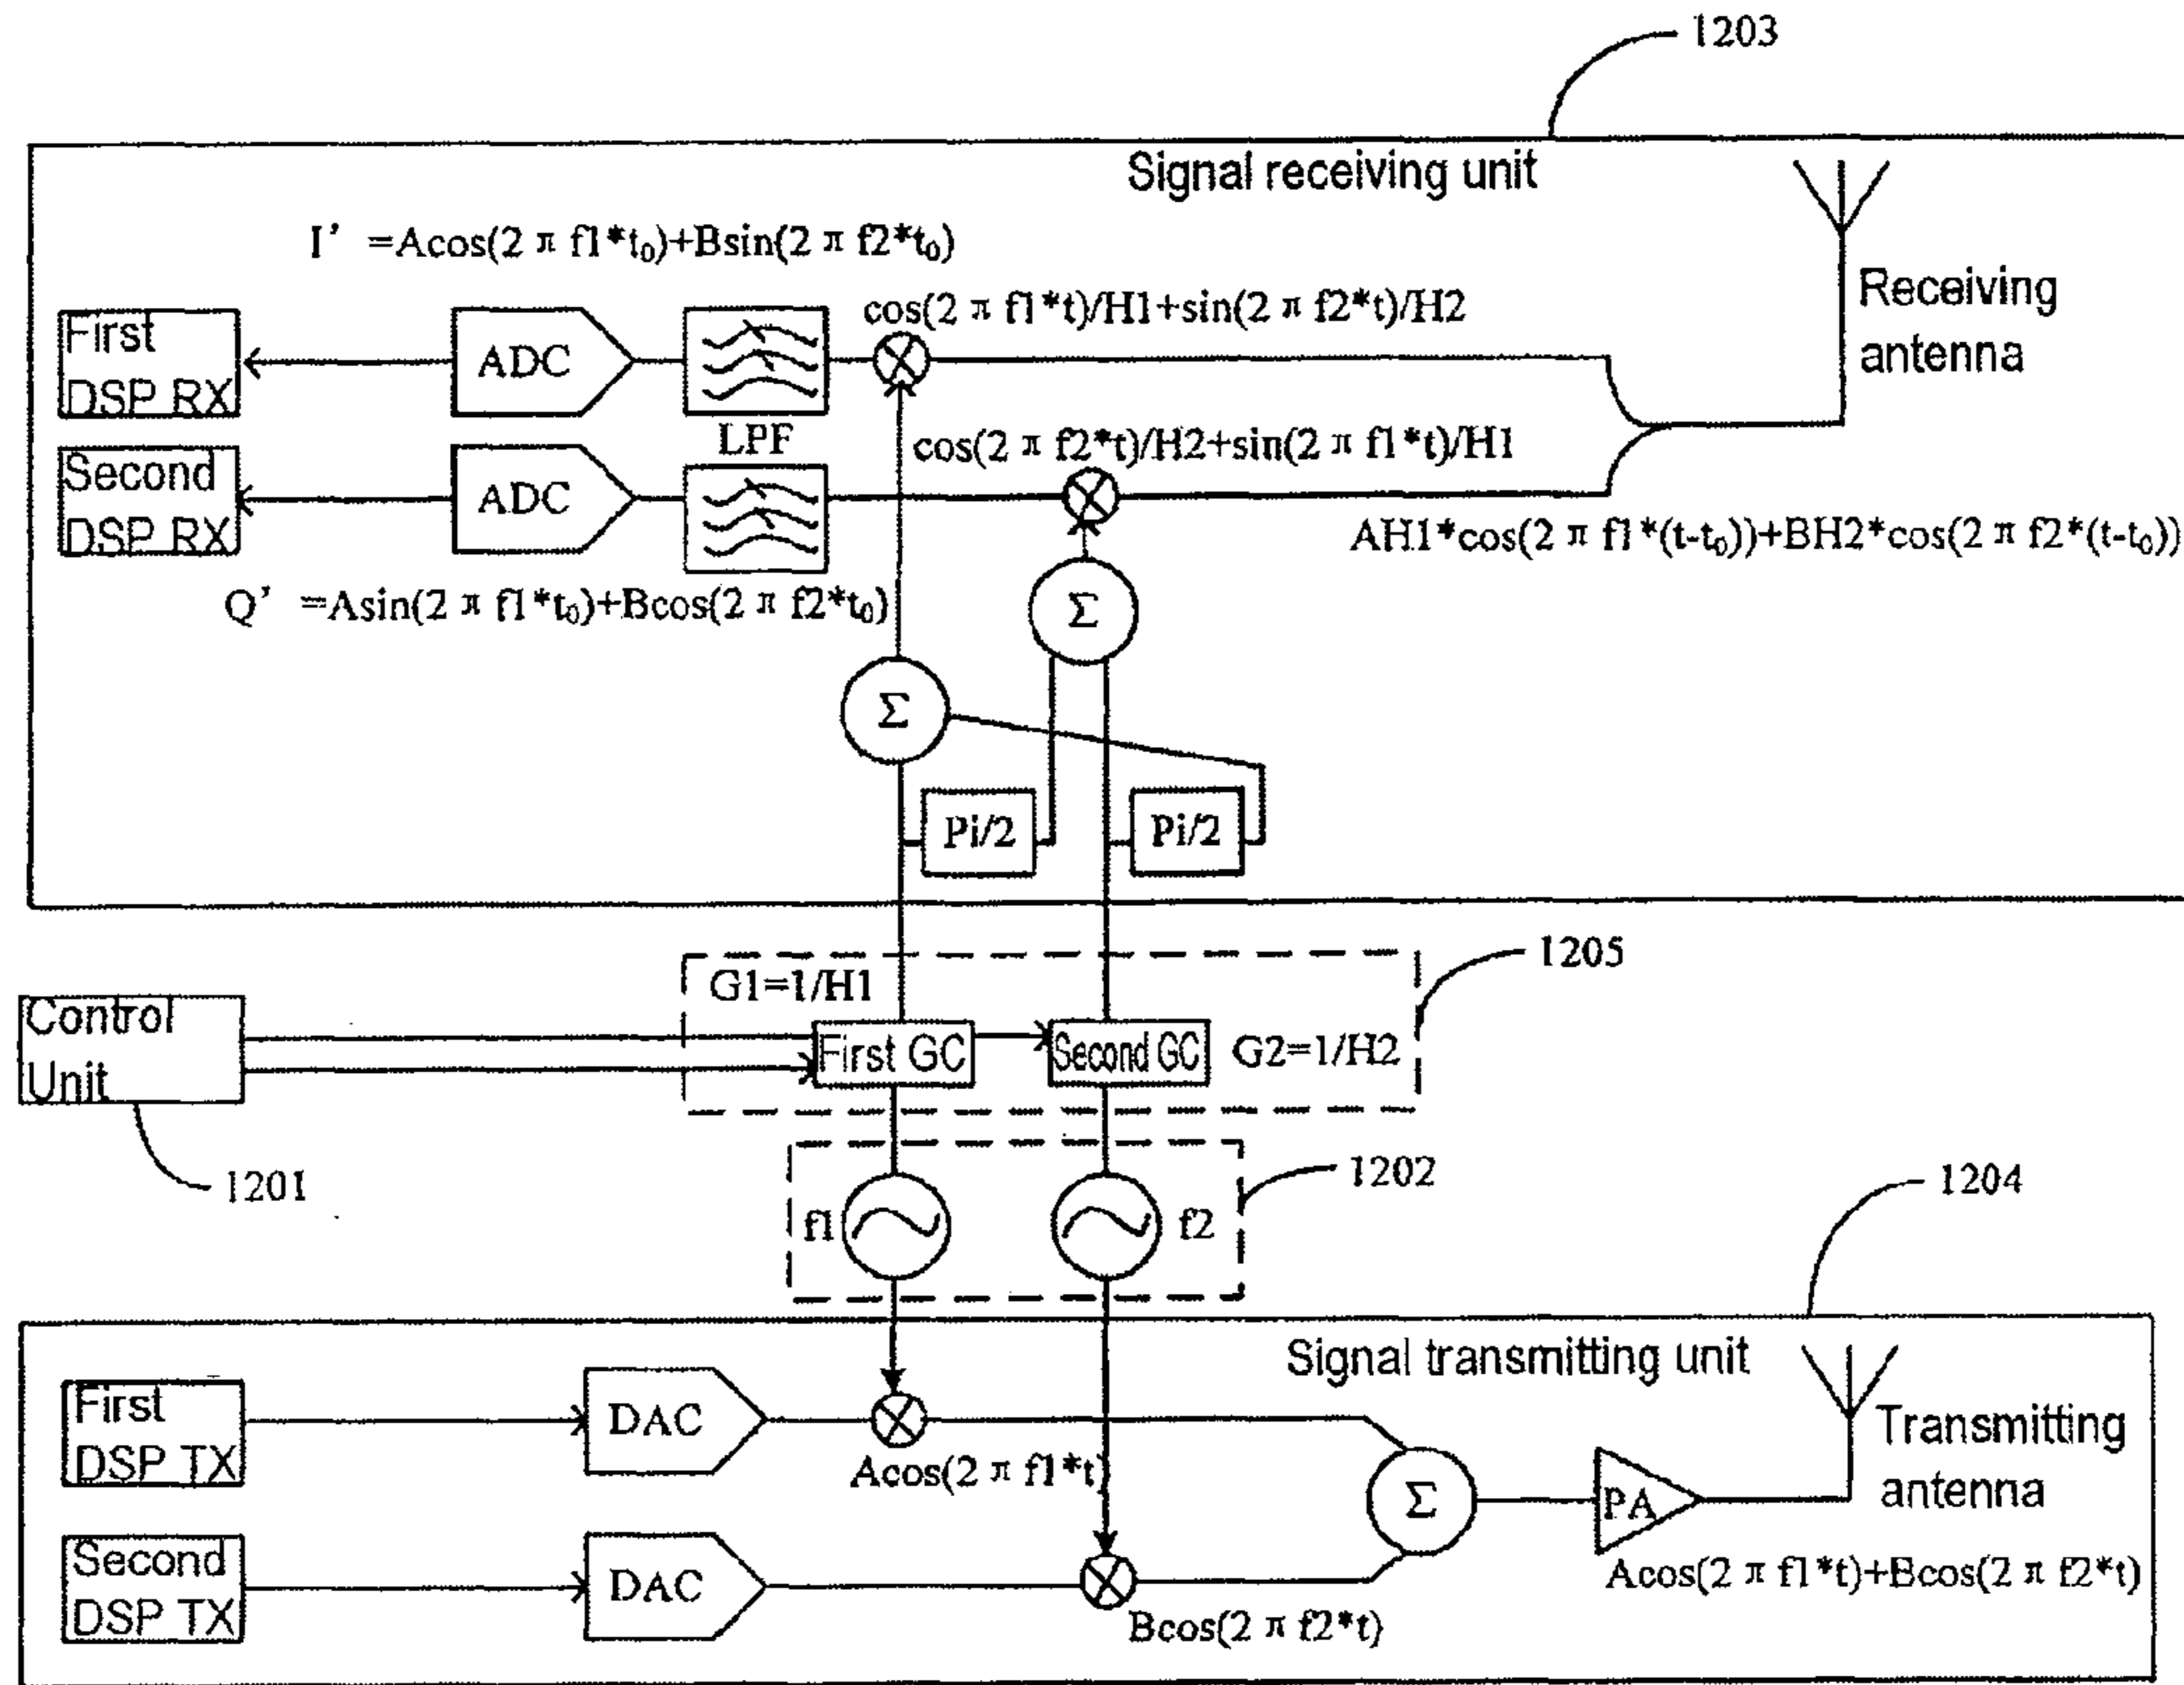 1203
Signal receiving unit
I' =Acos(2 π f1*t₀)+Bsin(2 π f2*t₀)
Receiving
antenna
cos(2 π f1*t)/H1+sin(2 π f2*t)/H2
First
DSP RX
ADC
LPF
cos(2 π f2*t)/H2+sin(2 π f1*t)/H1
Second
DSP RX
ADC
AH1*cos(2 π f1*(t-t₀))+BH2*cos(2 π f2*(t-t₀))
Q' =Asin(2 π f1*t₀)+Bcos(2 π f2*t₀)
Σ
Σ
Pi/2
Pi/2
1205
G1=1/H1
Control
Unit
First GC
Second GC
G2=1/H2
1201
1202
f1
f2
1204
Signal transmitting unit
First
DSP TX
DAC
Acos(2 π f1*t)
Transmitting
antenna
Σ
PA
Second
DSP TX
DAC
Acos(2 π f1*t)+Bcos(2 π f2*t)
Bcos(2 π f2*t)